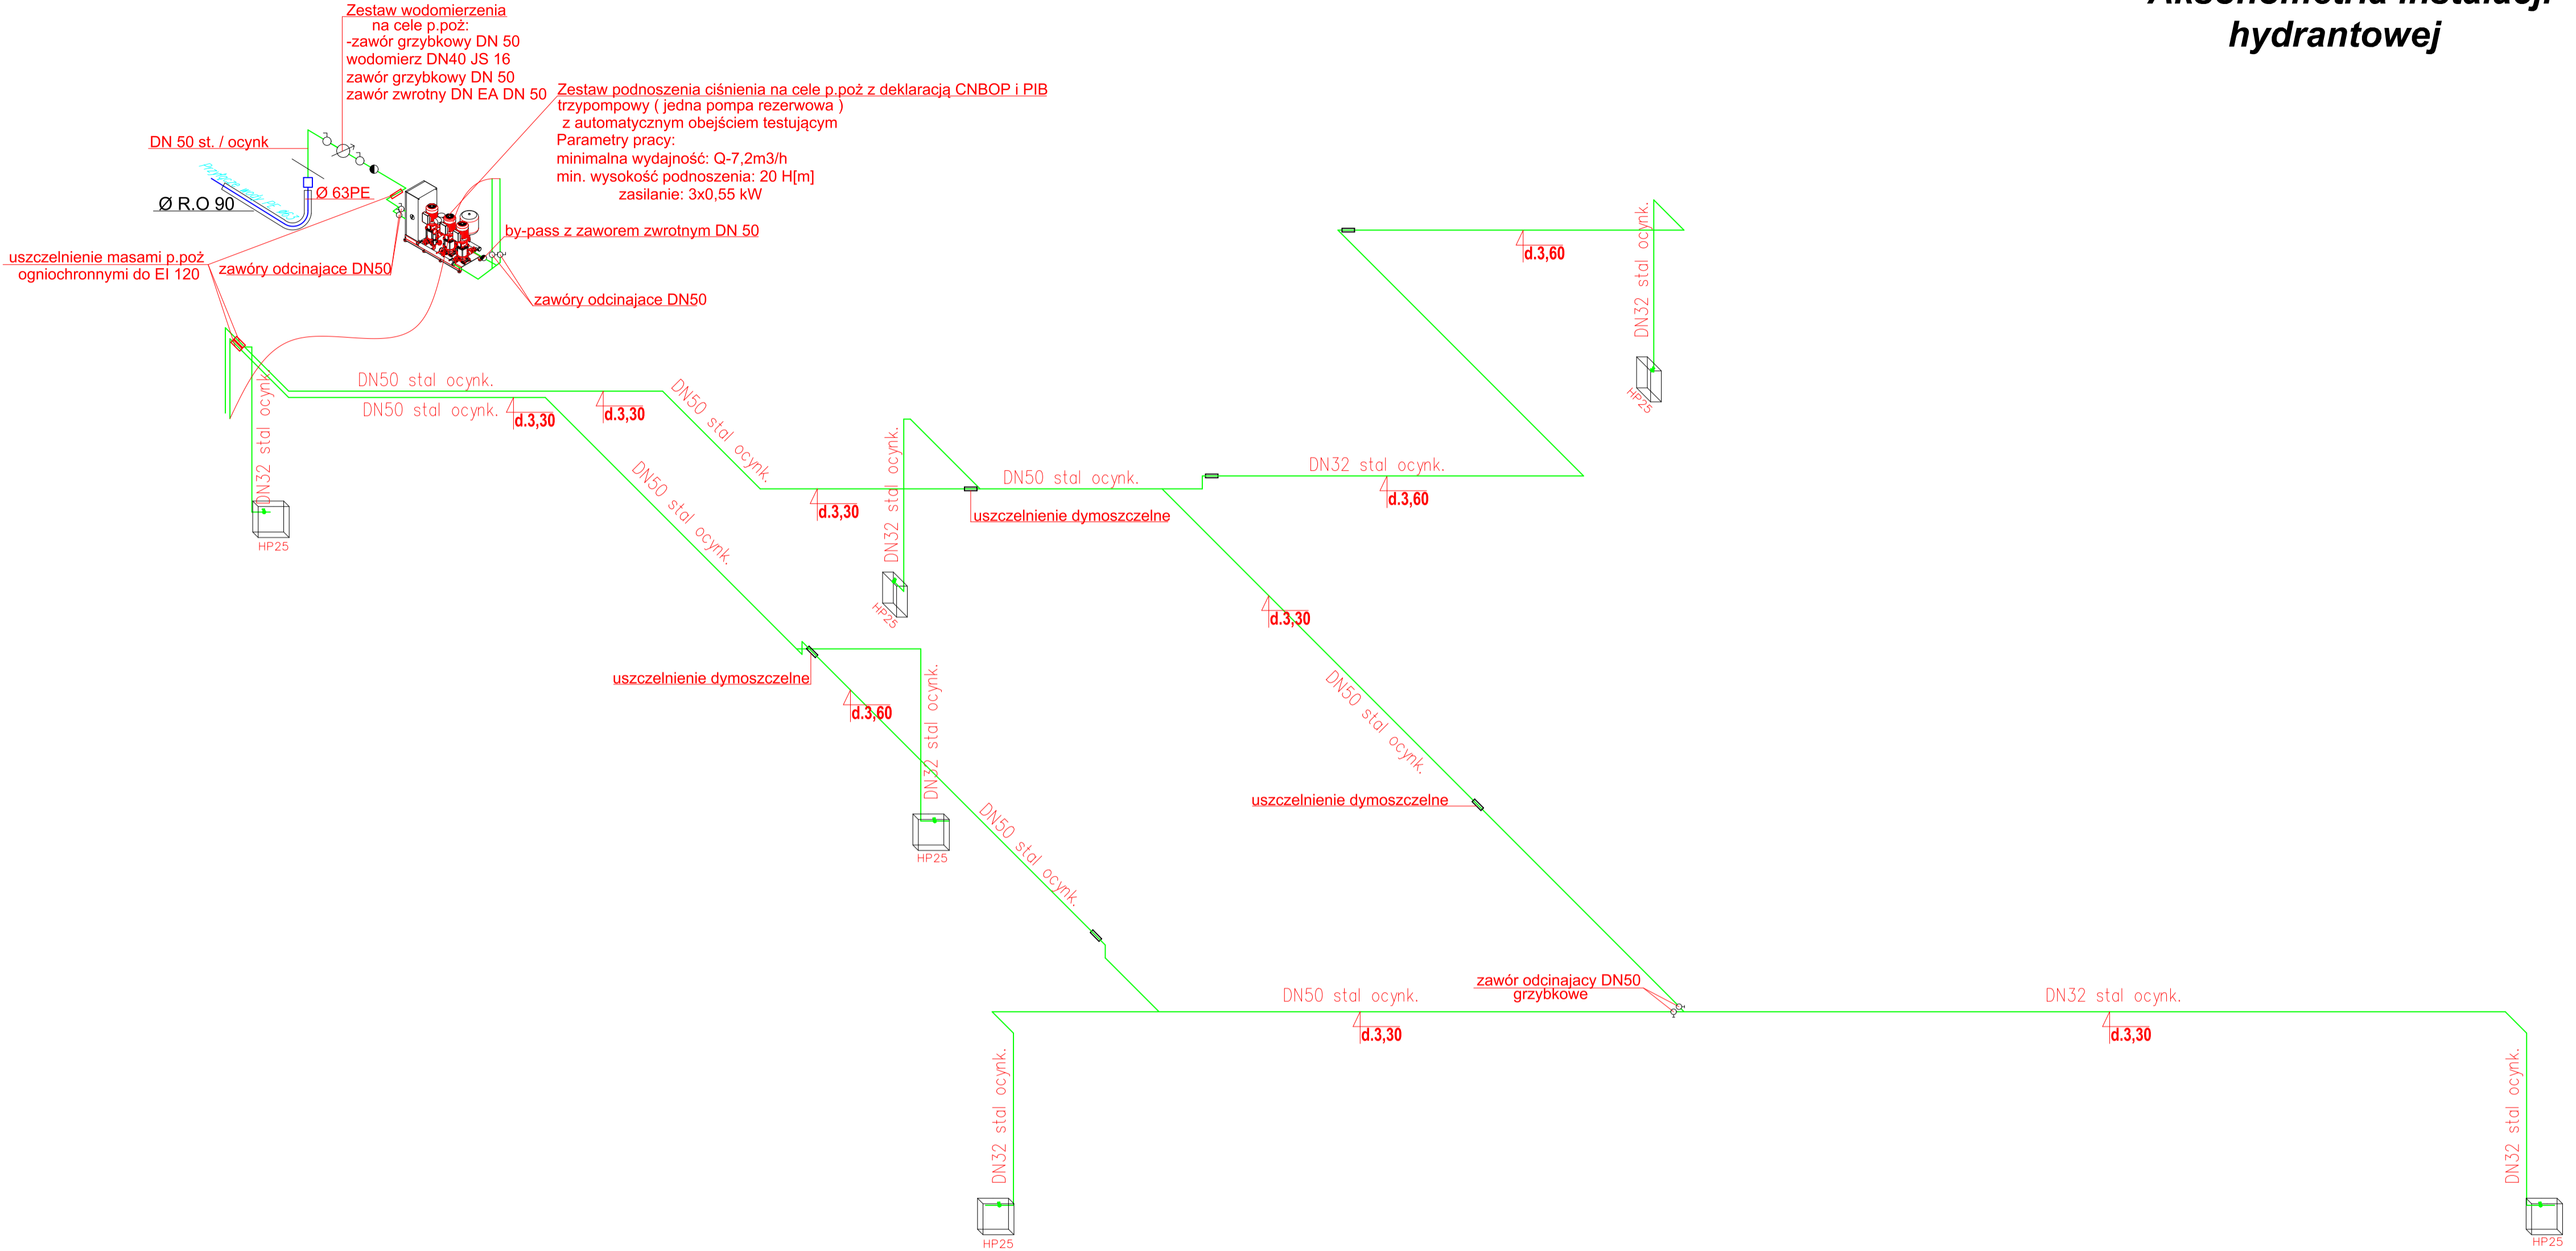 hydrantowej
Zestaw wodomierzenia
na cele p.poż:
-zawór grzybkowy DN 50
wodomierz DN40 JS 16
zawór grzybkowy DN 50
zawór zwrotny DN EA DN 50
Zestaw podnoszenia ciśnienia na cele p.poż z deklaracją CNBOP i PIB
trzypompowy ( jedna pompa rezerwowa )
z automatycznym obejściem testującym
Parametry pracy:
minimalna wydajność: Q-7,2m3/h
min. wysokość podnoszenia: 20 H[m]
zasilanie: 3x0,55 kW
DN 50 st. / ocynk
Ø 63PE
Ø R.O 90
by-pass z zaworem zwrotnym DN 50
uszczelnienie masami p.poż
ogniochronnymi do EI 120
zawóry odcinajace DN50
zawóry odcinajace DN50
d.3,60
DN32 stal ocynk.
HP25
DN50 stal ocynk.
DN50 stal ocynk.
d.3,30
d.3,30
DN50 stal ocynk.
DN32 stal ocynk.
HP25
DN50 stal ocynk.
d.3,30
DN32 stal ocynk.
HP25
uszczelnienie dymoszczelne
DN50 stal ocynk.
DN32 stal ocynk.
d.3,60
d.3,30
uszczelnienie dymoszczelne
d.3,60
DN32 stal ocynk.
HP25
DN50 stal ocynk.
uszczelnienie dymoszczelne
DN50 stal ocynk.
zawór odcinajacy DN50
grzybkowe
DN50 stal ocynk.
d.3,30
DN32 stal ocynk.
d.3,30
DN32 stal ocynk.
HP25
DN32 stal ocynk.
HP25